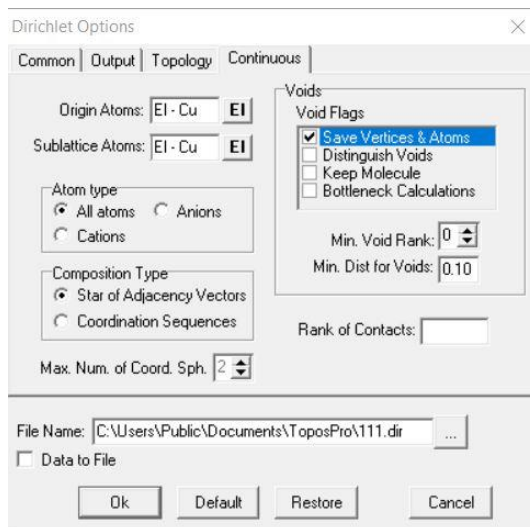 Dirichlet Options
Common Output Topology Continuous
Origin Atoms: El - Cu El
Sublattice Atoms: El - Cu El
Atom type
All atoms Anions
Cations
Composition Type
Star of Adjacency Vectors
Coordination Sequences
Max. Num. of Coord. Sph. 2
Voids
Void Flags
Save Vertices & Atoms
Distinguish Voids
Keep Molecule
Bottleneck Calculations
Min. Void Rank: 0
Min. Dist for Voids: 0.10
Rank of Contacts:
File Name: C:\Users\Public\Documents\ToposPro\111.dir ...
Data to File
Ok Default Restore Cancel